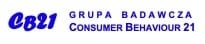 CB21
GRUPA BADAWCZA
CONSUMER BEHAVIOUR 21